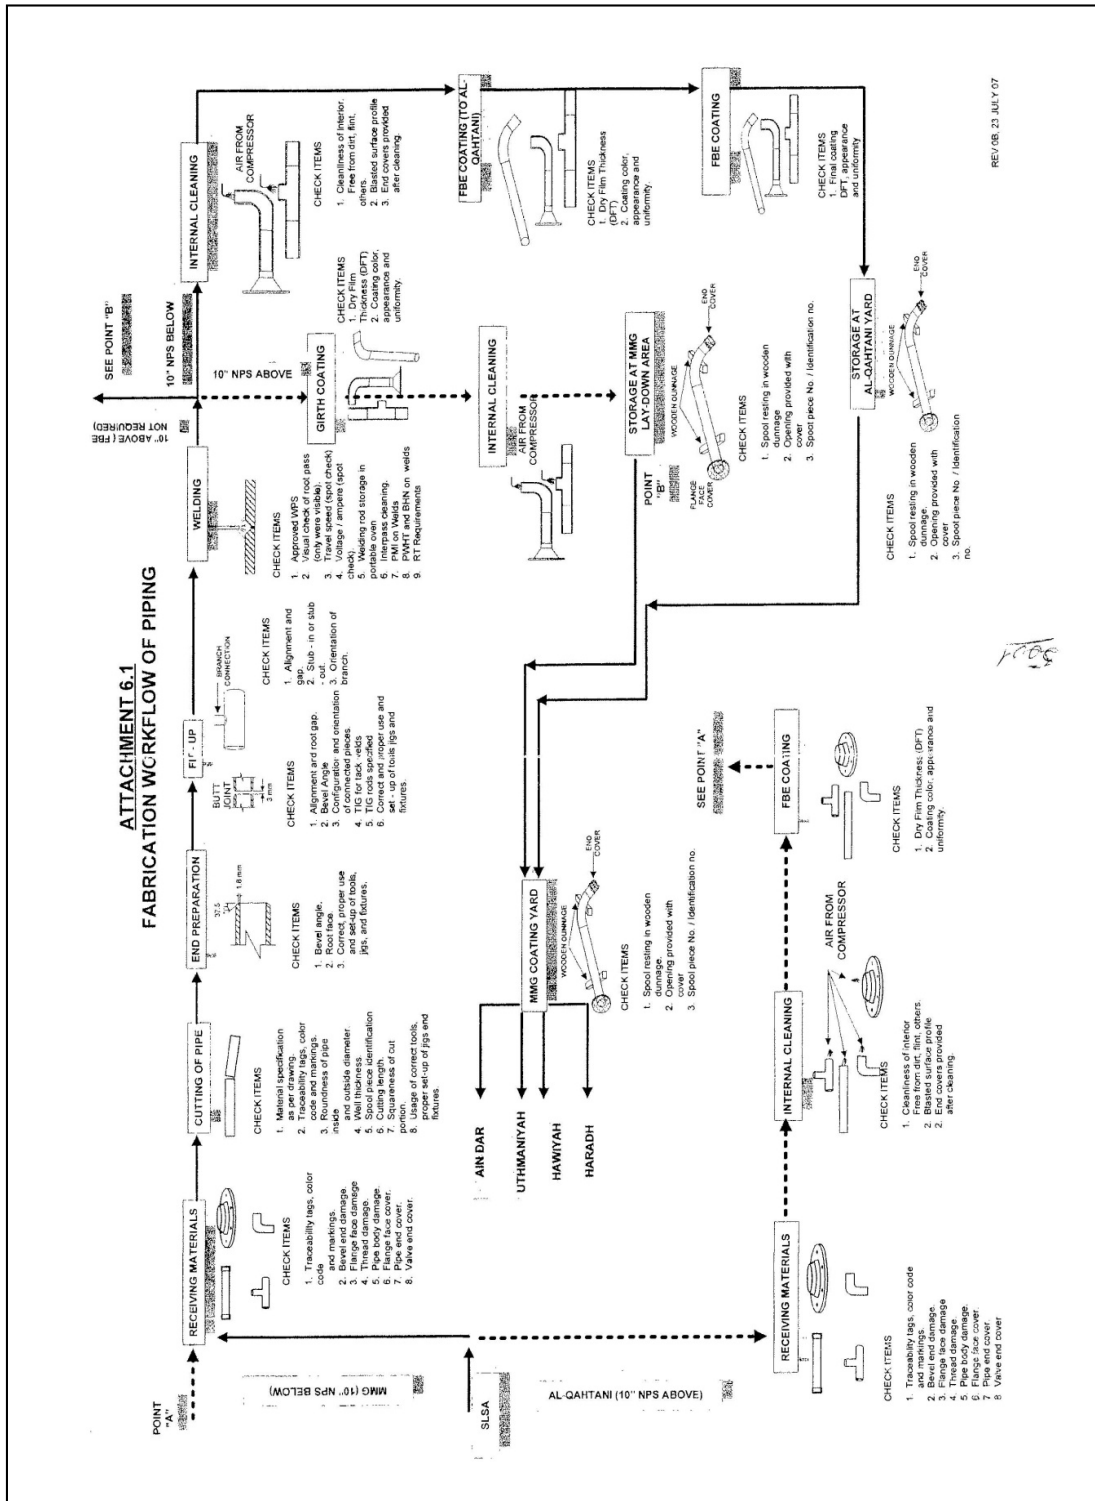 ATTACHMENT 6.1
FABRICATION WORKFLOW OF PIPING
POINT
"A"
RECEIVING MATERIALS
CHECK ITEMS
1. Traceability tags, color
code
and markings.
2. Bevel end damage.
3. Flange face damage
4. Thread damage.
5. Pipe body damage.
6. Flange face cover.
7. Pipe end cover.
8. Valve end cover.
CUTTING OF PIPE
CHECK ITEMS
1. Material specification
as per drawing.
2. Traceability tags, color
code and markings.
3. Roundness of pipe
inside
and outside diameter
4. Wall thickness.
5. Spool piece identification
6. Cutting length.
7. Squareness of cut
portion
8. Usage of correct tools,
proper set-up of jigs and
fixtures
END PREPARATION
37.5
1.6 mm
CHECK ITEMS
1. Bevel angle.
2. Root face.
3. Correct, proper use
and set-up of tools,
jigs, and fixtures.
FIT - UP
BUTT
JOINT
3 mm
BRANCH
CONNECTION
CHECK ITEMS
1. Alignment and root gap.
2. Bevel Angle
3. Configuration and orientation
of connected pieces.
4. TIG for tack welds
5. TIG rods specified
6. Correct and proper use and
set - up of tools jigs and
fixtures.
CHECK ITEMS
1. Alignment and
gap.
2. Stub - in or stub
- out.
3. Orientation of
branch.
WELDING
CHECK ITEMS
1. Approved WPS
2. Visual check of root pass
(only were visible).
3. Travel speed (spot check)
4. Voltage / ampere (spot
check).
5. Welding rod storage in
portable oven
6. Interpass cleaning.
7. PMI on Welds
8. PWHT and BHN on welds
9. RT Requirements
10" ABOVE ( FBE
NOT REQUIRED)
SEE POINT "B"
10" NPS BELOW
10" NPS ABOVE
INTERNAL CLEANING
AIR FROM
COMPRESSOR
CHECK ITEMS
1. Cleanliness of Interior.
Free from dirt, flint,
others.
2. Blasted surface profile
3. End covers provided
after cleaning.
GIRTH COATING
CHECK ITEMS
1. Dry Film
Thickness (DFT)
2. Coating color,
appearance and
uniformity.
INTERNAL CLEANING
AIR FROM
COMPRESSOR
STORAGE AT MMG
LAY-DOWN AREA
POINT
"B"
WOODEN DUNNAGE
FLANGE
FACE
COVER
END
COVER
CHECK ITEMS
1. Spool resting in wooden
dunnage
2. Opening provided with
cover
3. Spoot piece No. / Identification no.
FBE COATING (TO AL-
QAHTANI)
CHECK ITEMS
1. Dry Film Thickness
(DFT)
2. Coating color,
appearance and
uniformity.
FBE COATING
CHECK ITEMS
1. Final coating
DFT, appearance
and uniformity
STORAGE AT
AL-QAHTANI YARD
WOODEN DUNNAGE
END
COVER
CHECK ITEMS
1. Spool resting in wooden
dunnage.
2. Opening provided with
cover
3. Spoot piece No / Identification
no.
MMG COATING YARD
WOODEN DUNNAGE
END
COVER
CHECK ITEMS
1. Spool resting in wooden
dunnage.
2. Opening provided with
cover
3. Spool piece No. / Identification no.
AIN DAR
UTHMANIYAH
HAWIYAH
HARADH
MMG (10" NPS BELOW)
SLSA
AL-QAHTANI (10" NPS ABOVE)
RECEIVING MATERIALS
CHECK ITEMS
1. Traceability tags, color code
and markings.
2. Bevel end damage.
3. Flange face damage
4. Thread damage.
5. Pipe body damage.
6. Flange face cover.
7. Pipe end cover.
8 Valve end cover
INTERNAL CLEANING
AIR FROM
COMPRESSOR
CHECK ITEMS
1. Cleanliness of interior
Free from dirt, flint, others.
2. Blasted surface profile
2. End covers provided
after cleaning.
FBE COATING
SEE POINT "A"
CHECK ITEMS
1. Dry Film Thickness (DFT)
2. Coating color, appearance and
uniformity.
REV 0B, 23 JULY 07